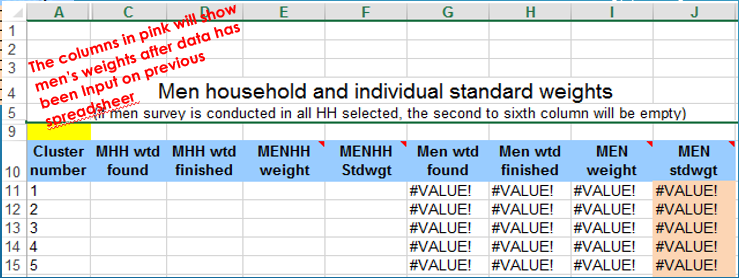 A C D E F G H I J
1
The columns in pink will show
2
men's weights after data has
3
been Input on previous
spreadsheer
4 Men household and individual standard weights
5 men survey is conducted in all HH selected, the second to sixth column will be empty)
9
10 Cluster number MHH wtd found MHH wtd finished MENHH weight MENHH Stdwgt Men wtd found Men wtd finished MEN weight MEN stdwgt
11 1 #VALUE! #VALUE! #VALUE! #VALUE!
12 2 #VALUE! #VALUE! #VALUE! #VALUE!
13 3 #VALUE! #VALUE! #VALUE! #VALUE!
14 4 #VALUE! #VALUE! #VALUE! #VALUE!
15 5 #VALUE! #VALUE! #VALUE! #VALUE!